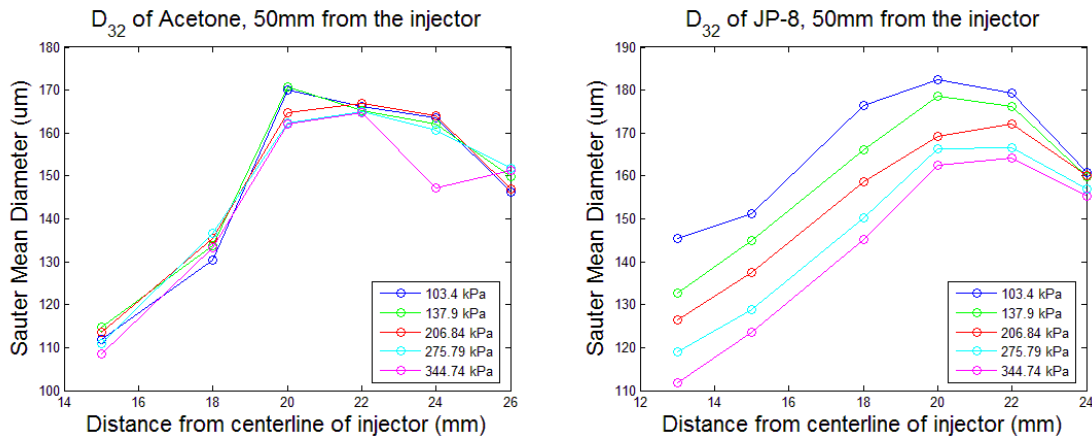 D32 of Acetone, 50mm from the injector
Sauter Mean Diameter (um)
180
170
160
150
140
130
120
110
100
14
16
18
20
22
24
26
Distance from centerline of injector (mm)
103.4 kPa
137.9 kPa
206.84 kPa
275.79 kPa
344.74 kPa
D32 of JP-8, 50mm from the injector
Sauter Mean Diameter (um)
190
180
170
160
150
140
130
120
110
12
14
16
18
20
22
24
Distance from centerline of injector (mm)
103.4 kPa
137.9 kPa
206.84 kPa
275.79 kPa
344.74 kPa